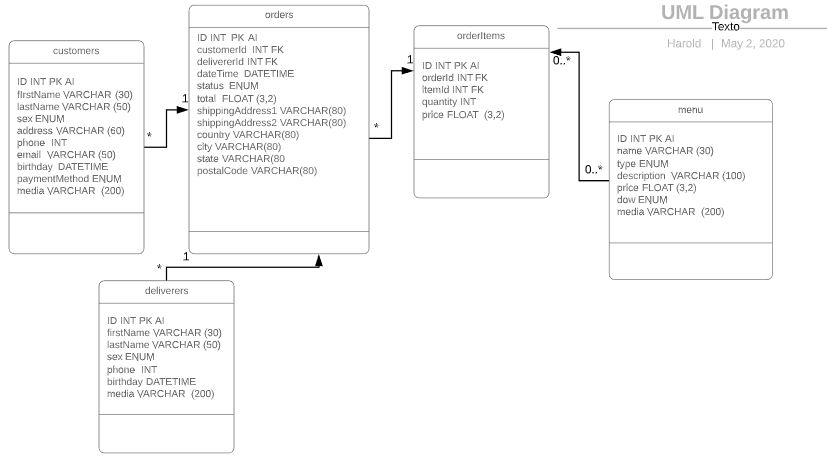 UML Diagram
Texto
Harold | May 2, 2020
customers
ID INT PK AI
firstName VARCHAR (30)
lastName VARCHAR (50)
sex ENUM
address VARCHAR (60)
phone INT
email VARCHAR (50)
birthday DATETIME
paymentMethod ENUM
media VARCHAR (200)
*
1
orders
ID INT PK AI
customerId INT FK
delivererId INT FK
dateTime DATETIME
status ENUM
total FLOAT (3,2)
shippingAddress1 VARCHAR(80)
shippingAddress2 VARCHAR(80)
country VARCHAR(80)
city VARCHAR(80)
state VARCHAR(80
postalCode VARCHAR(80)
*
1
orderItems
ID INT PK AI
orderId INT FK
itemId INT FK
quantity INT
price FLOAT (3,2)
0..*
0..*
menu
ID INT PK AI
name VARCHAR (30)
type ENUM
description VARCHAR (100)
price FLOAT (3,2)
dow ENUM
media VARCHAR (200)
*
1
deliverers
ID INT PK AI
firstName VARCHAR (30)
lastName VARCHAR (50)
sex ENUM
phone INT
birthday DATETIME
media VARCHAR (200)